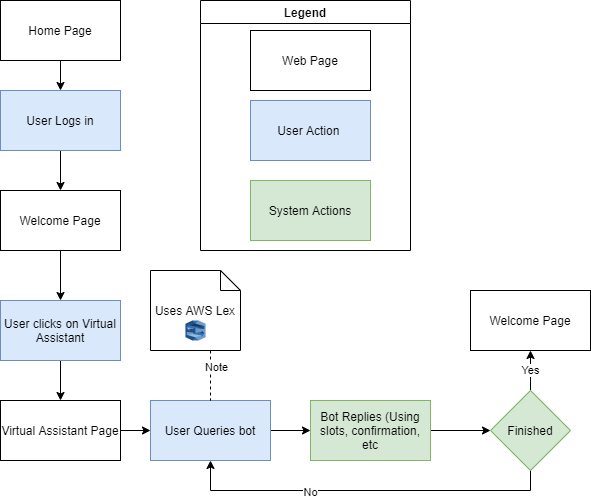 Home Page
User Logs in
Welcome Page
User clicks on Virtual
Assistant
Virtual Assistant Page
Legend
Web Page
User Action
System Actions
Uses AWS Lex
Note
User Queries bot
Bot Replies (Using
slots, confirmation,
etc
Finished
Yes
Welcome Page
No